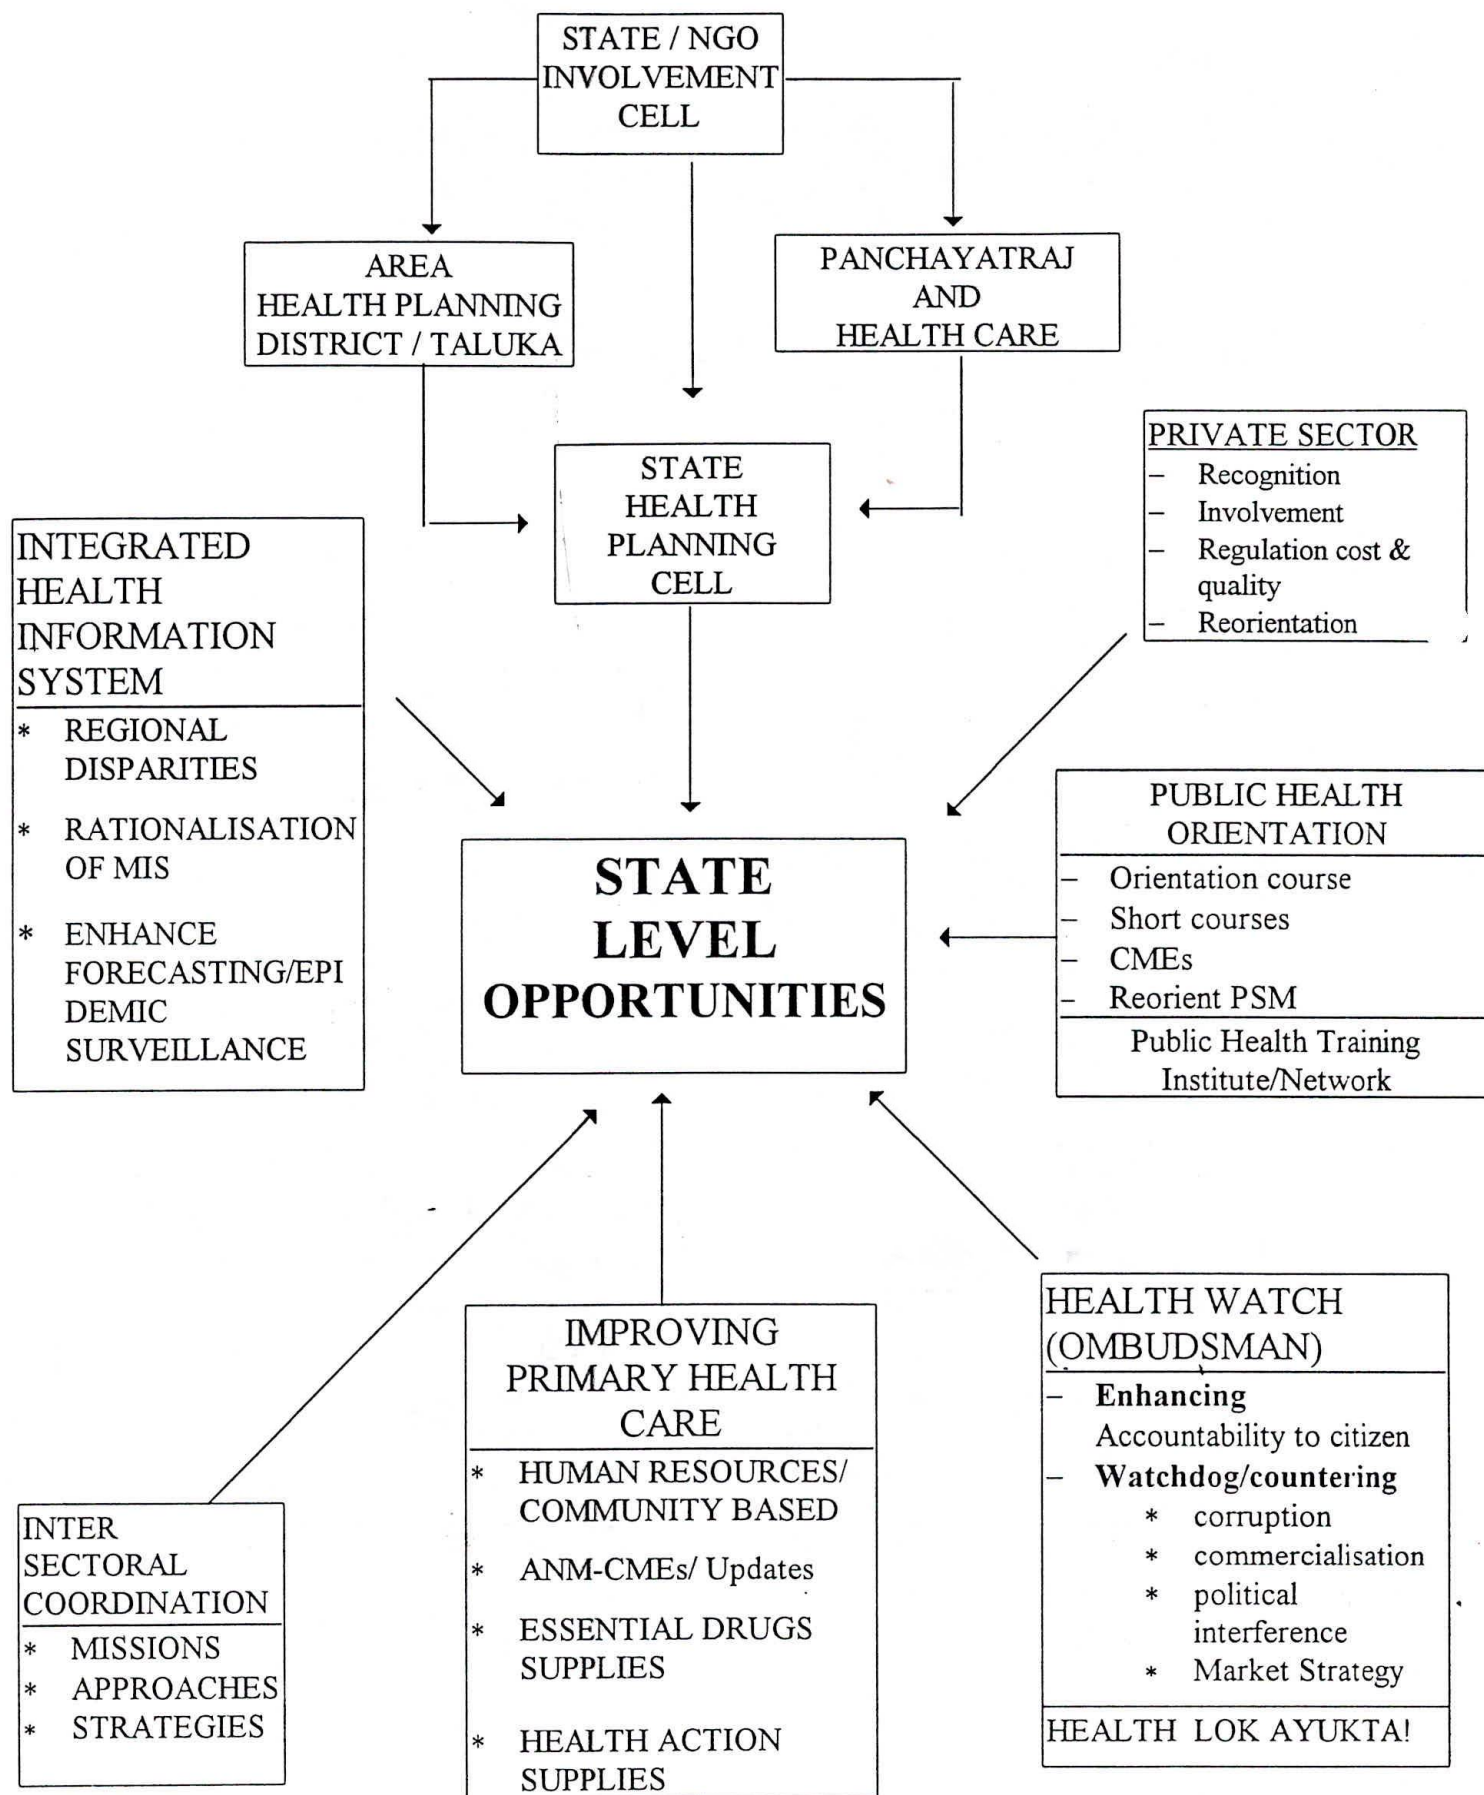 STATE / NGO
INVOLVEMENT
CELL
AREA
HEALTH PLANNING
DISTRICT / TALUKA
PANCHAYATRAJ
AND
HEALTH CARE
STATE
HEALTH
PLANNING
CELL
PRIVATE SECTOR
– Recognition
– Involvement
– Regulation cost &
quality
– Reorientation
INTEGRATED
HEALTH
INFORMATION
SYSTEM
* REGIONAL
DISPARITIES
* RATIONALISATION
OF MIS
* ENHANCE
FORECASTING/EPI
DEMIC
SURVEILLANCE
STATE
LEVEL
OPPORTUNITIES
PUBLIC HEALTH
ORIENTATION
– Orientation course
– Short courses
– CMEs
– Reorient PSM
Public Health Training
Institute/Network
INTER
SECTORAL
COORDINATION
* MISSIONS
* APPROACHES
* STRATEGIES
IMPROVING
PRIMARY HEALTH
CARE
* HUMAN RESOURCES/
COMMUNITY BASED
* ANM-CMEs/ Updates
* ESSENTIAL DRUGS
SUPPLIES
* HEALTH ACTION
SUPPLIES
HEALTH WATCH
(OMBUDSMAN)
– Enhancing
Accountability to citizen
– Watchdog/countering
* corruption
* commercialisation
* political
interference
* Market Strategy
HEALTH LOK AYUKTA!